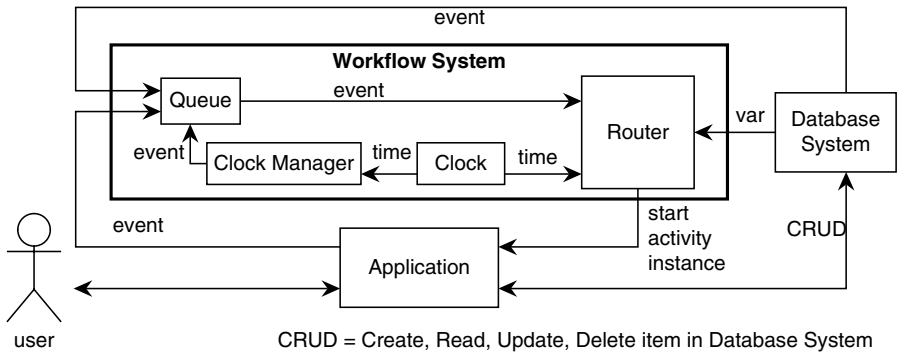 event
Workflow System
Queue
event
Router
var
Database
System
event
Clock Manager
time
Clock
time
event
start
activity
instance
CRUD
Application
user
CRUD = Create, Read, Update, Delete item in Database System